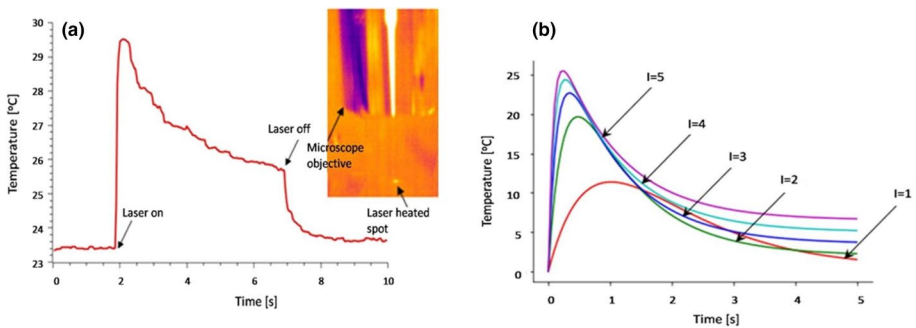 (a)
30
29
28
27
26
25
24
23
Temperature [ºC]
0
2
4
6
8
10
Time [s]
Laser on
Laser off
Microscope
objective
Laser heated
spot
(b)
25
20
15
10
5
0
Temperature [ºC]
0
1
2
3
4
5
Time [s]
I=5
I=4
I=3
I=2
I=1